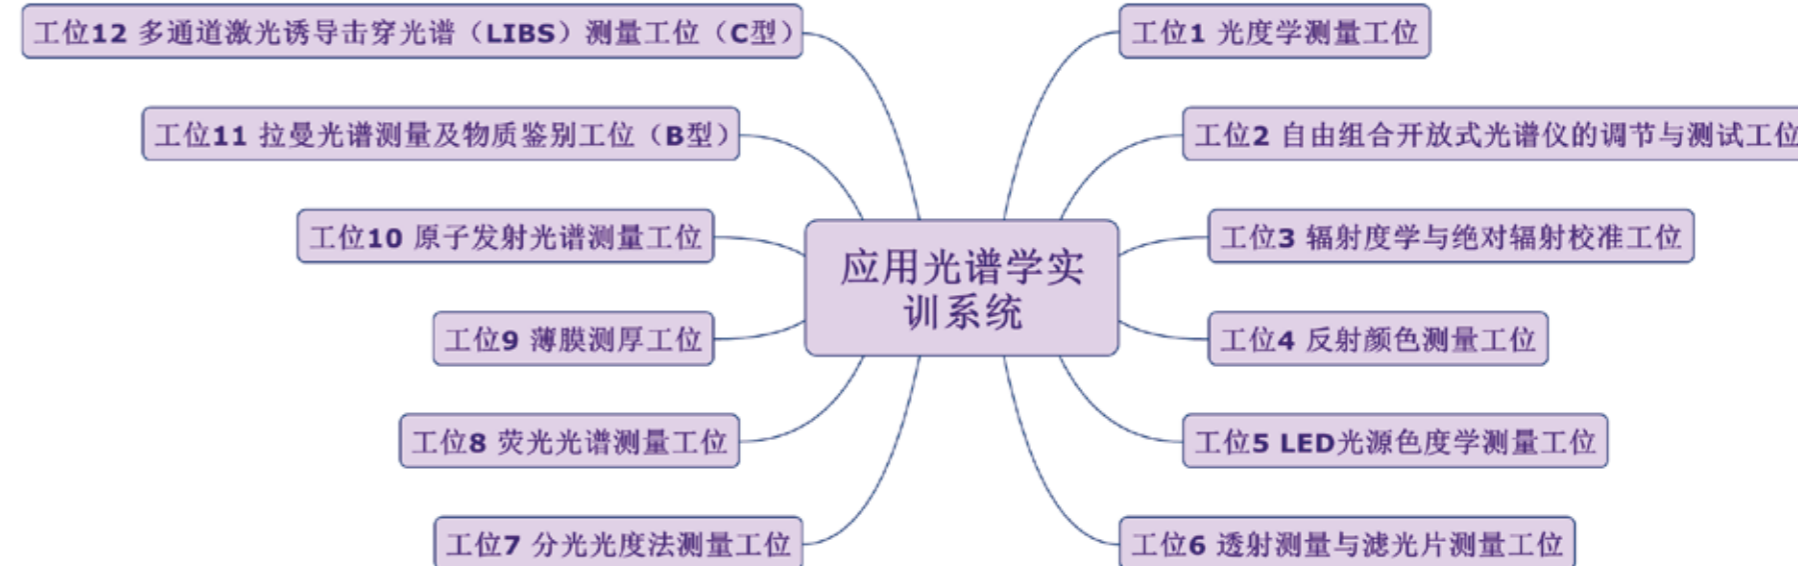 工位12 多通道激光诱导击穿光谱（LIBS）测量工位（C型）
工位11 拉曼光谱测量及物质鉴别工位（B型）
工位10 原子发射光谱测量工位
工位9 薄膜测厚工位
工位8 荧光光谱测量工位
工位7 分光光度法测量工位
应用光谱学实
训系统
工位1 光度学测量工位
工位2 自由组合开放式光谱仪的调节与测试工位
工位3 辐射度学与绝对辐射校准工位
工位4 反射颜色测量工位
工位5 LED光源色度学测量工位
工位6 透射测量与滤光片测量工位